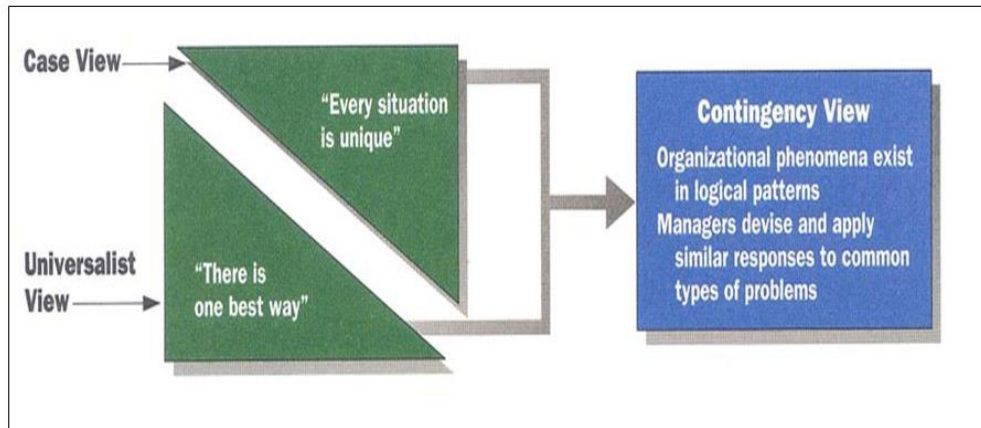 Case View
“Every situation
is unique”
Universalist
View
“There is
one best way”
Contingency View
Organizational phenomena exist
in logical patterns
Managers devise and apply
similar responses to common
types of problems